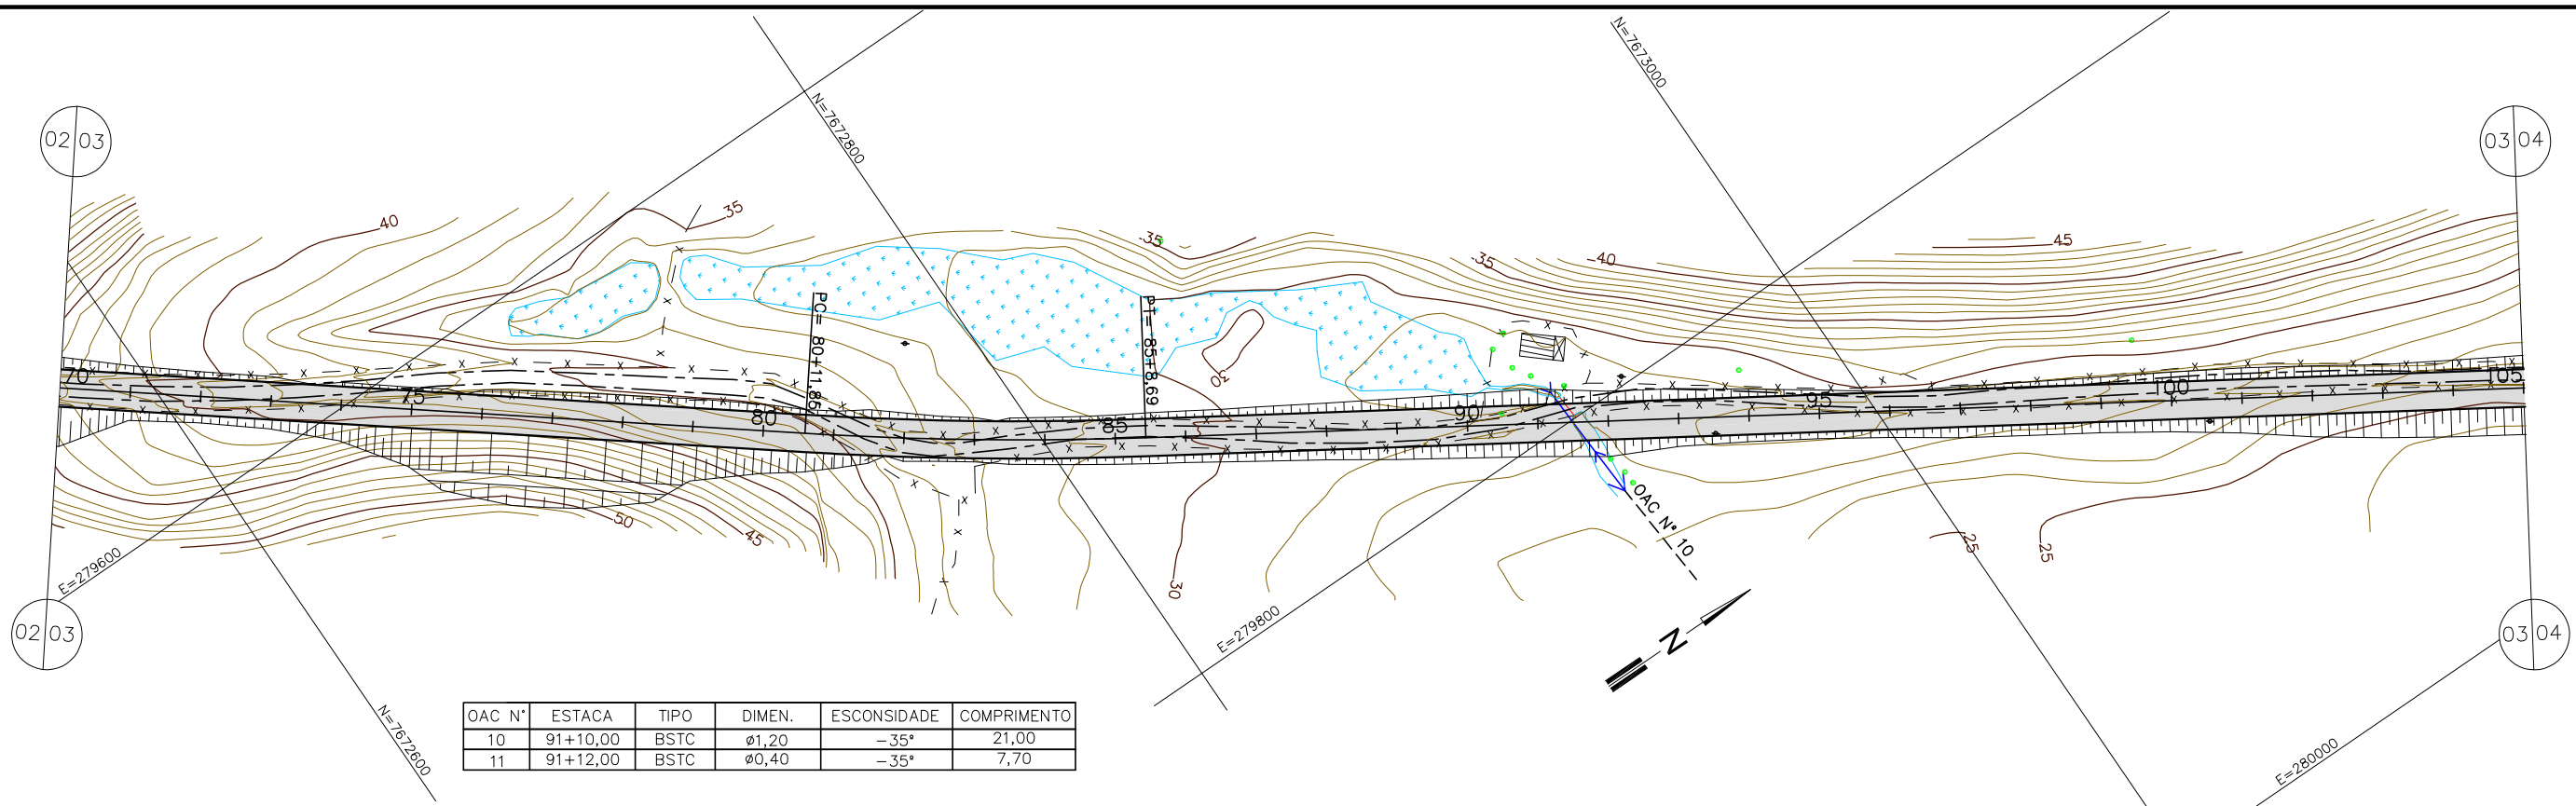 N=7673000
02 03
03 04
N=7672800
40
35
35
35
40
45
PC= 80+11,85
PT= 85+8,69
30
70
75
80
85
90
95
100
105
50
45
30
25
25
OAC N° 10
E=279600
E=279800
N
02 03
03 04
N=7672600
E=280000
OAC N° ESTACA TIPO DIMEN. ESCONSIDADE COMPRIMENTO
10 91+10,00 BSTC ø1,20 -35° 21,00
11 91+12,00 BSTC ø0,40 -35° 7,70